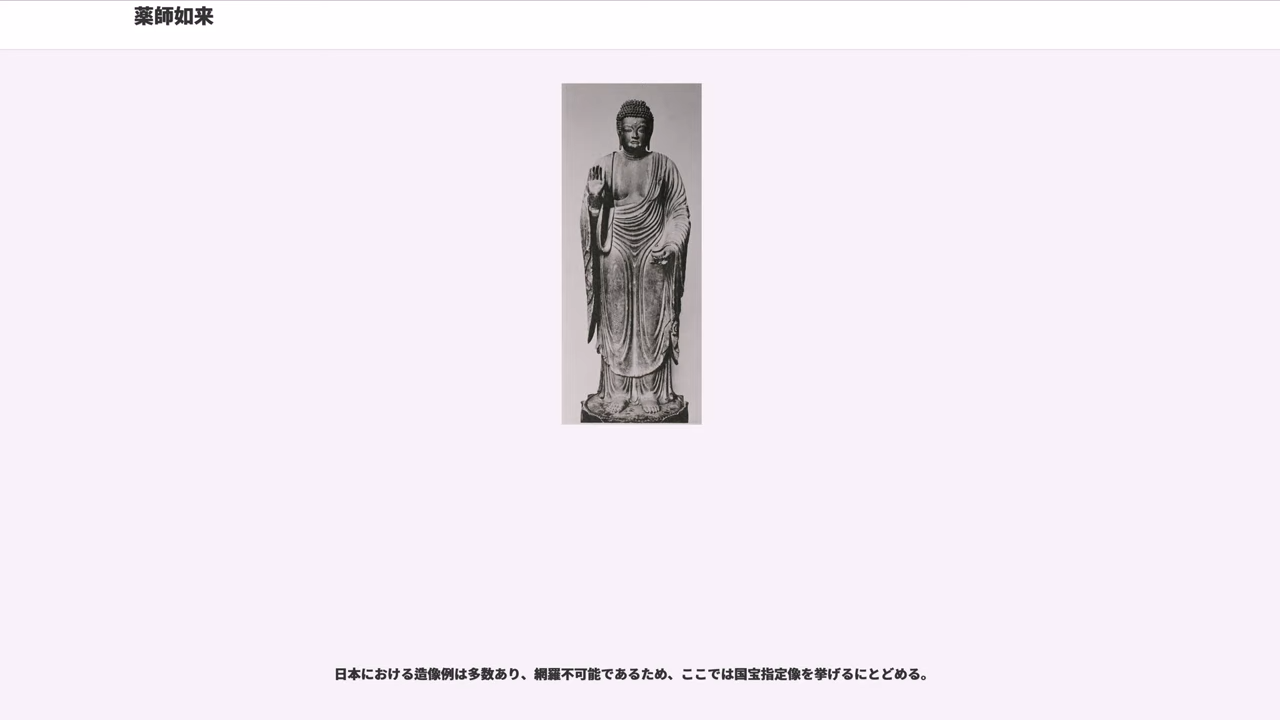 薬師如来
日本における造像例は多数あり、網羅不可能であるため、ここでは国宝指定像を挙げるにとどめる。